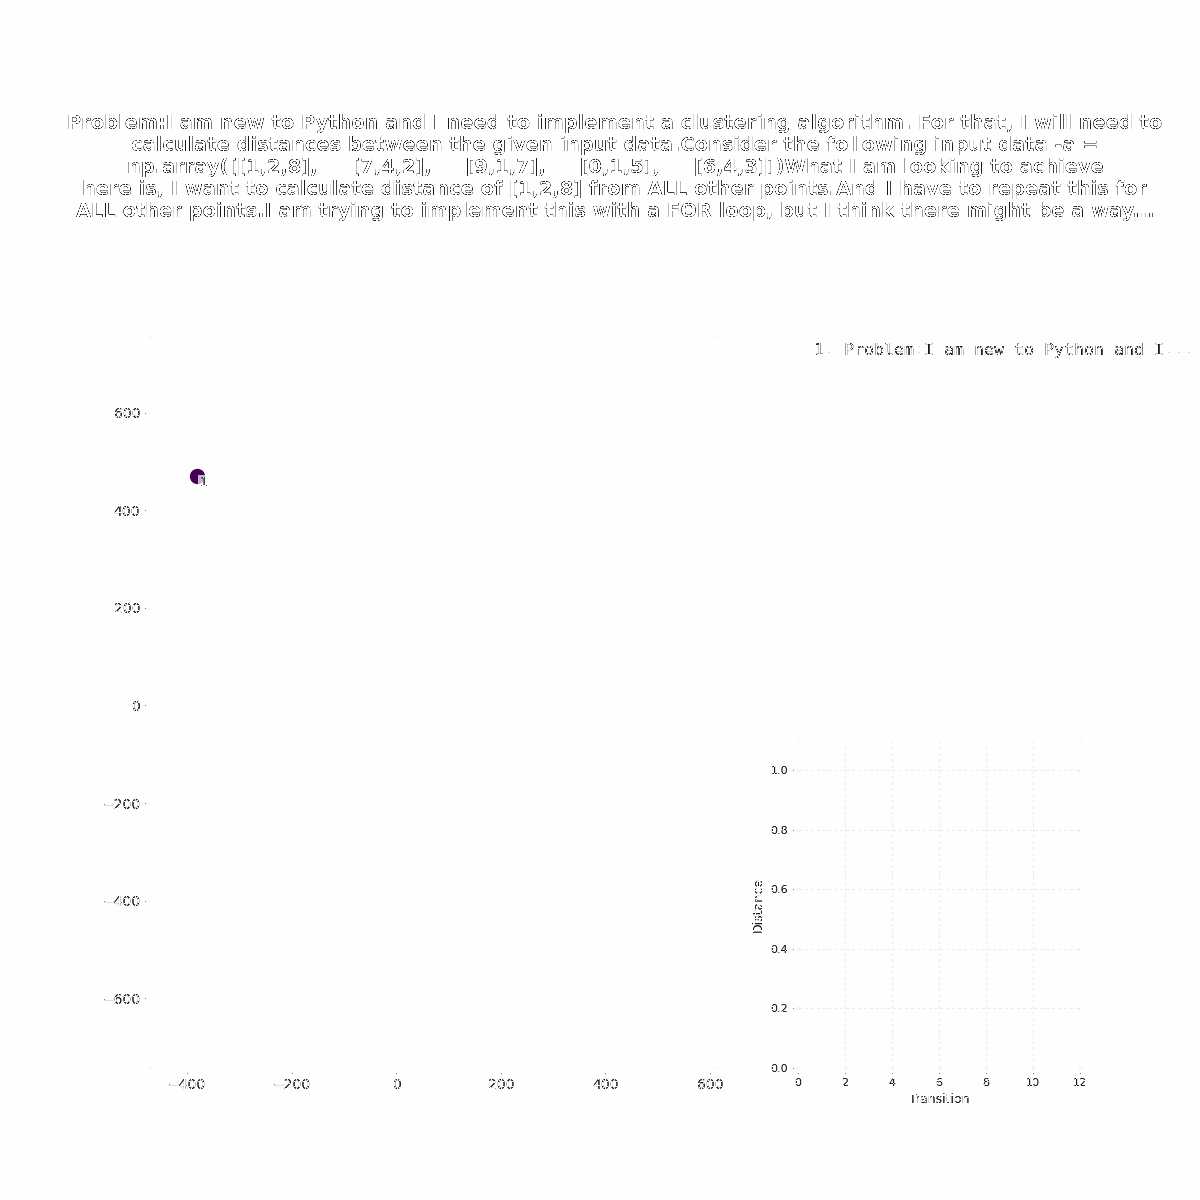 Problem:I am new to Python and I need to implement a clustering algorithm. For that, I will need to
calculate distances between the given input data.Consider the following input data -a =
np.array([[1,2,8],     [7,4,2],     [9,1,7],     [0,1,5],     [6,4,3]])What I am looking to achieve
here is, I want to calculate distance of [1,2,8] from ALL other points.And I have to repeat this for
ALL other points.I am trying to implement this with a FOR loop, but I think there might be a way...
1. Problem:I am new to Python and I...
600
400
200
0
−200
−400
−600
−400 −200 0 200 400 600
1.0
0.8
0.6
0.4
0.2
0.0
Distance
0 2 4 6 8 10 12
Transition